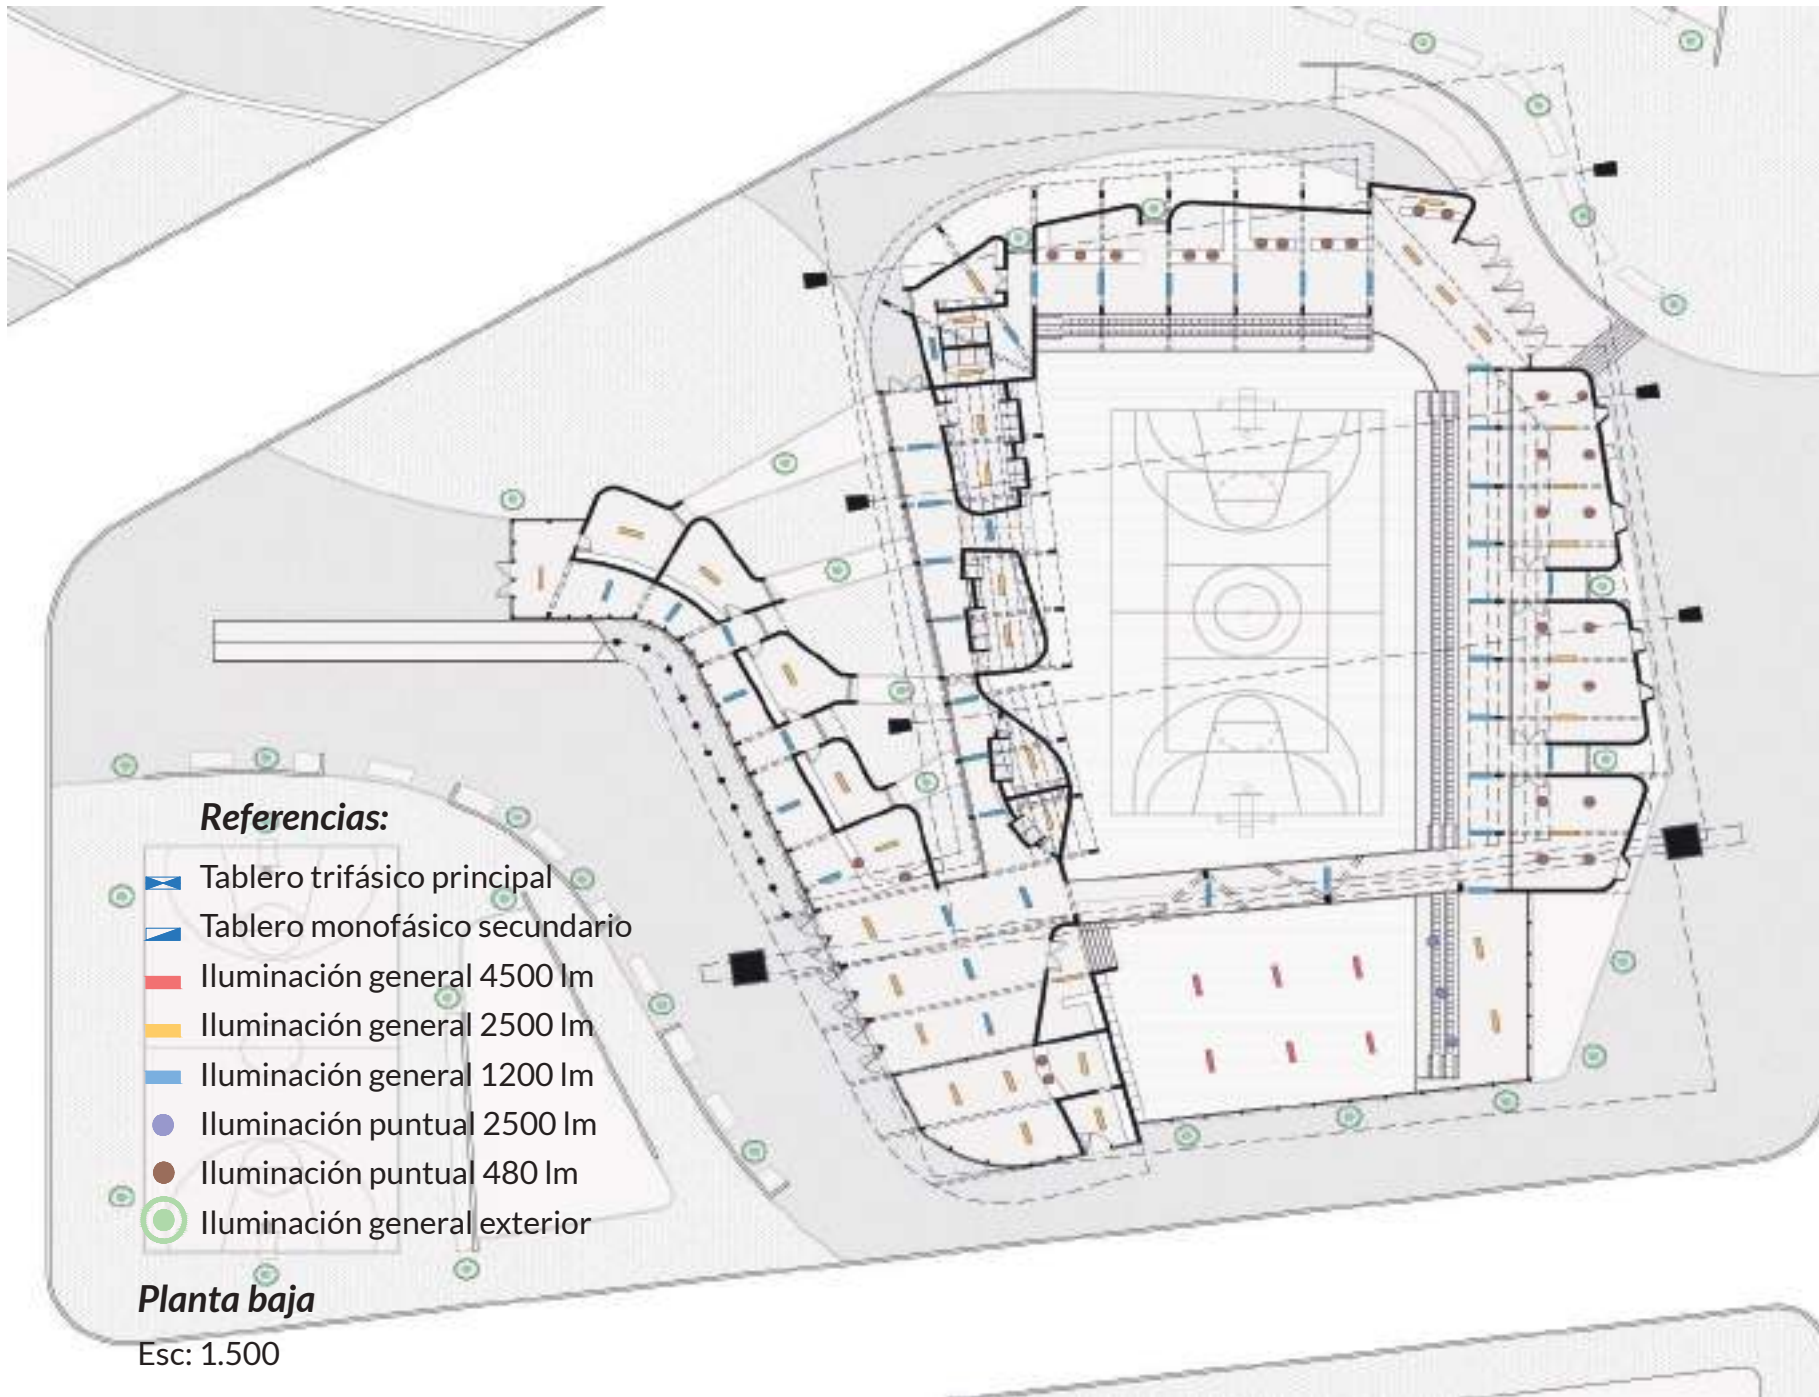 Referencias:
Tablero trifásico principal
Tablero monofásico secundario
Iluminación general 4500 lm
Iluminación general 2500 lm
Iluminación general 1200 lm
Iluminación puntual 2500 lm
Iluminación puntual 480 lm
Iluminación general exterior
Planta baja
Esc: 1.500